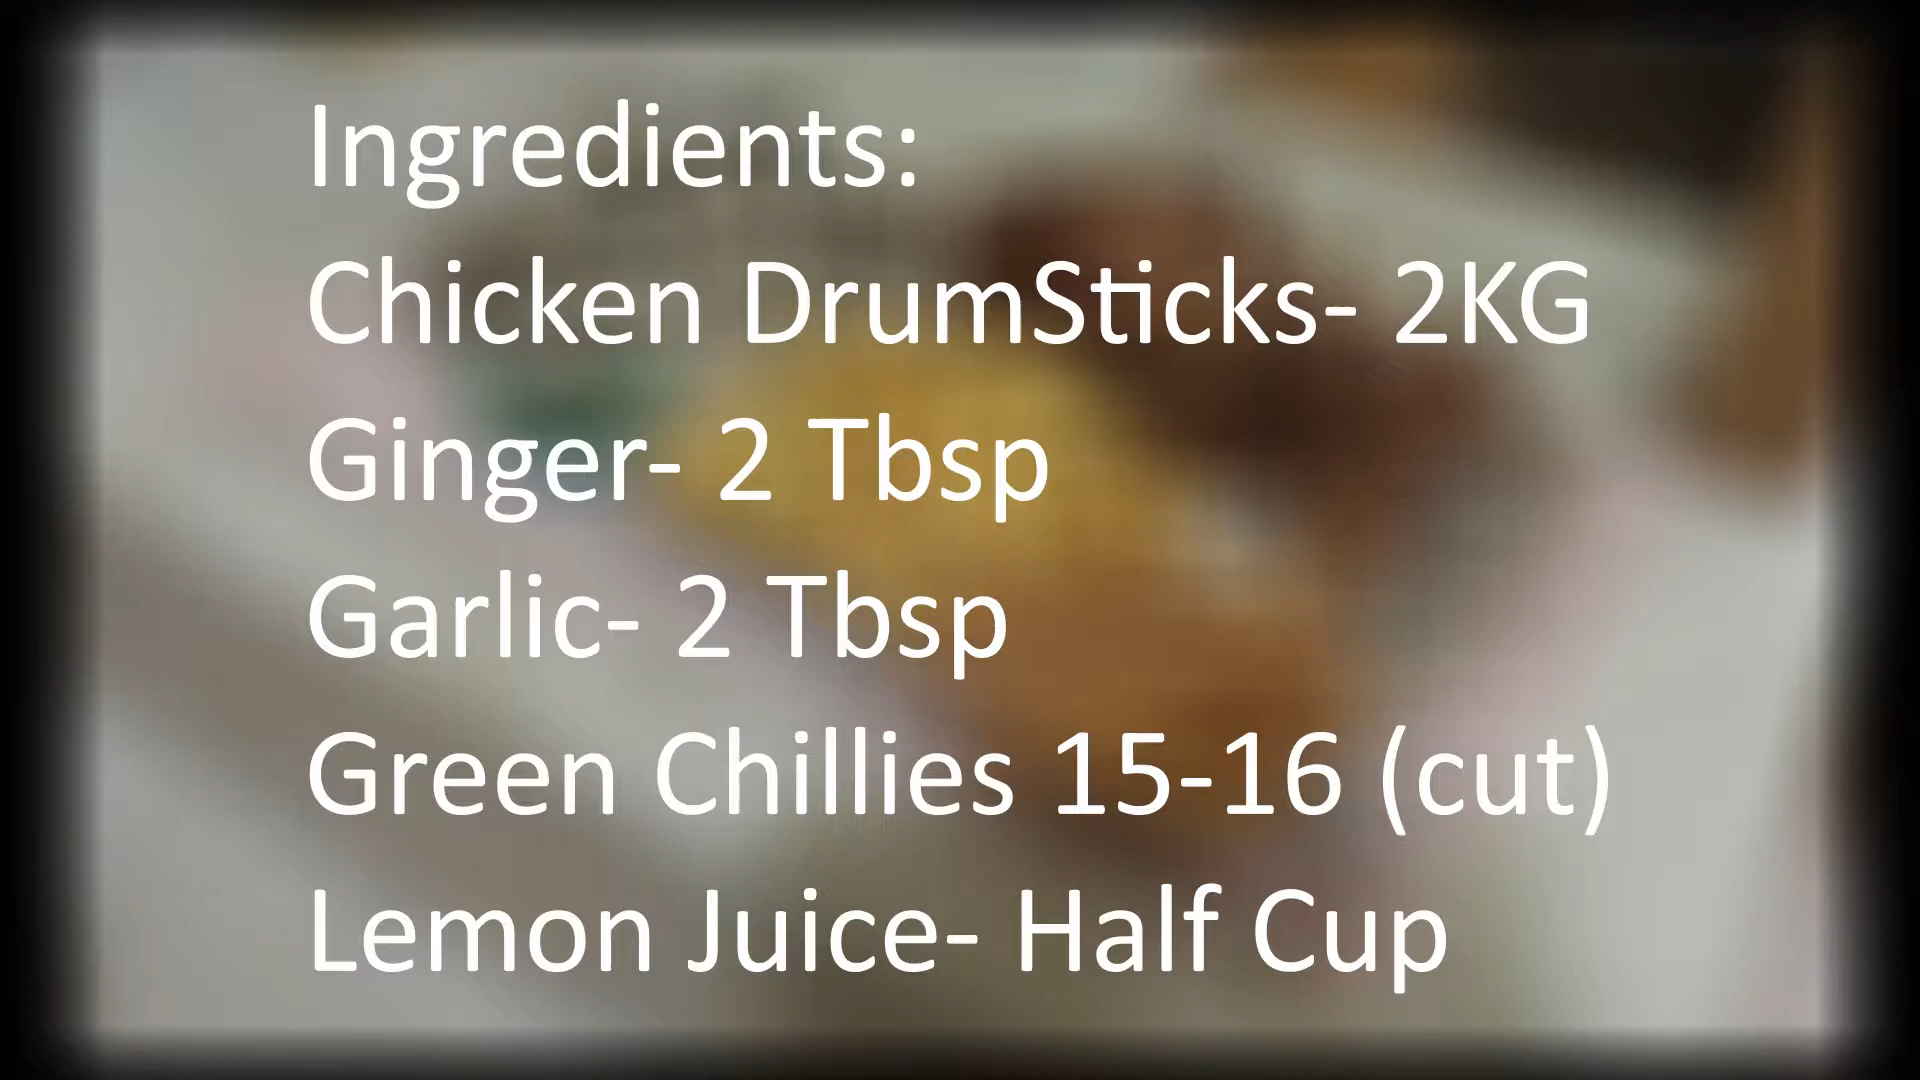 Ingredients:
Chicken DrumSticks- 2KG
Ginger- 2 Tbsp
Garlic- 2 Tbsp
Green Chillies 15-16 (cut)
Lemon Juice- Half Cup